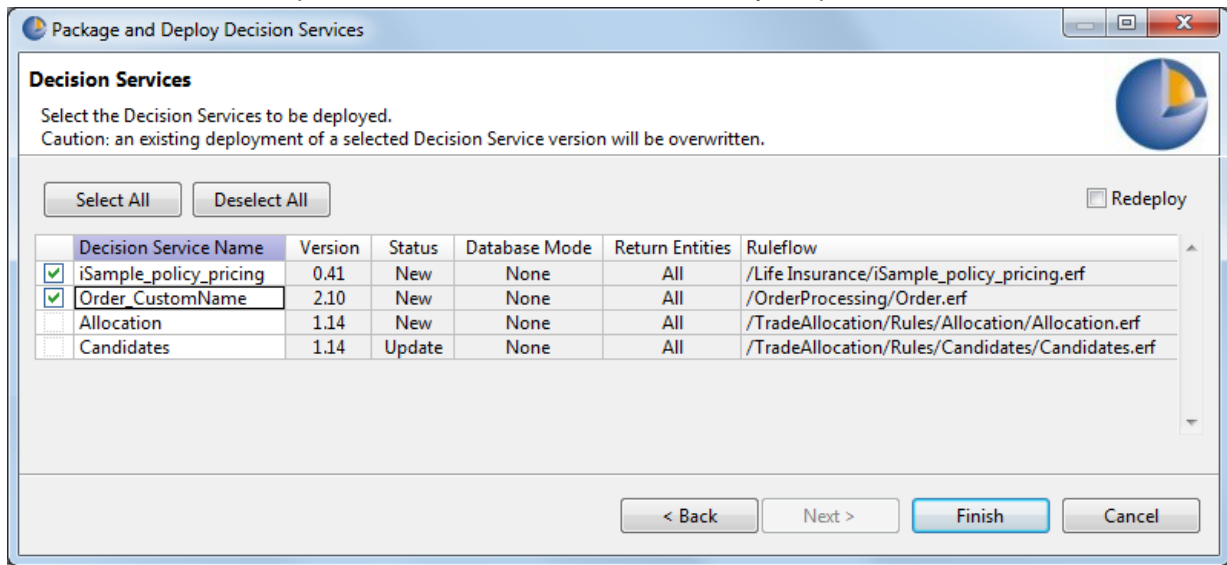 Package and Deploy Decision Services
Decision Services
Select the Decision Services to be deployed.
Caution: an existing deployment of a selected Decision Service version will be overwritten.
Select All Deselect All Redeploy
Decision Service Name Version Status Database Mode Return Entities Ruleflow
iSample_policy_pricing 0.41 New None All /Life Insurance/iSample_policy_pricing.erf
Order_CustomName 2.10 New None All /OrderProcessing/Order.erf
Allocation 1.14 New None All /TradeAllocation/Rules/Allocation/Allocation.erf
Candidates 1.14 Update None All /TradeAllocation/Rules/Candidates/Candidates.erf
< Back Next > Finish Cancel